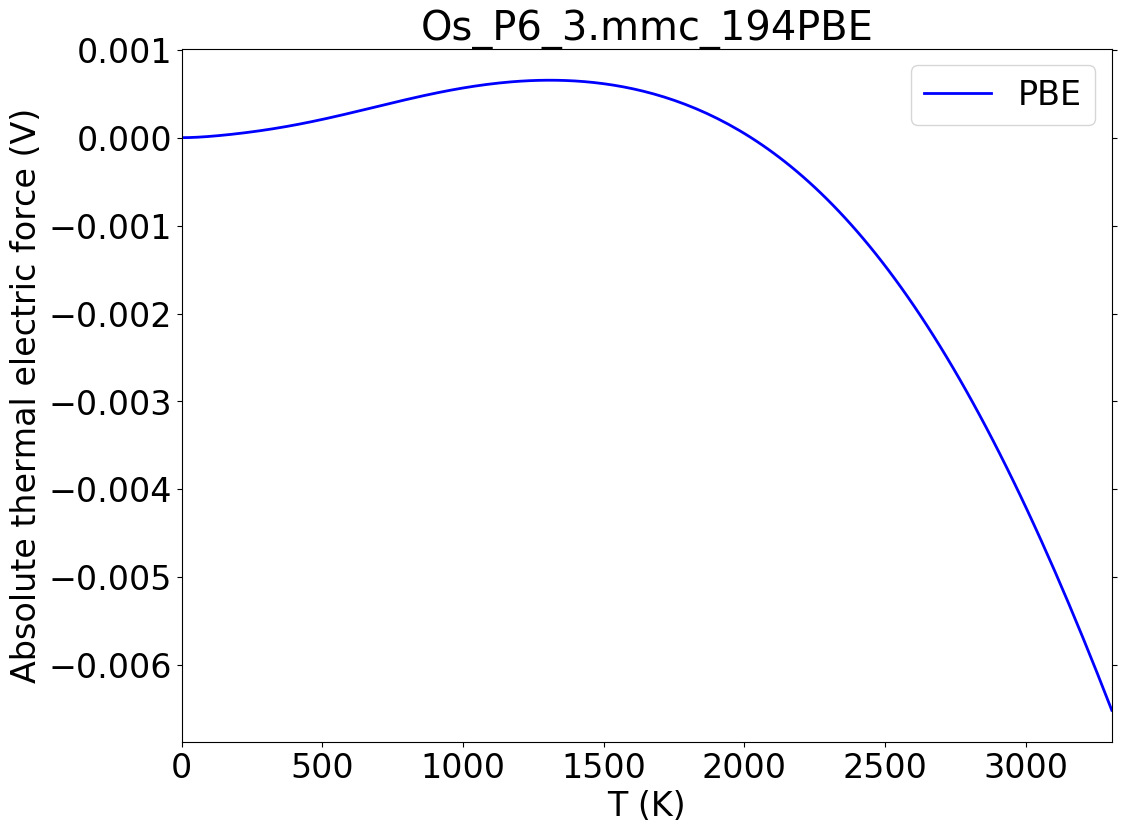 Os_P6_3.mmc_194PBE
PBE
Absolute thermal electric force (V)
0.001
0.000
−0.001
−0.002
−0.003
−0.004
−0.005
−0.006
0 500 1000 1500 2000 2500 3000
T (K)